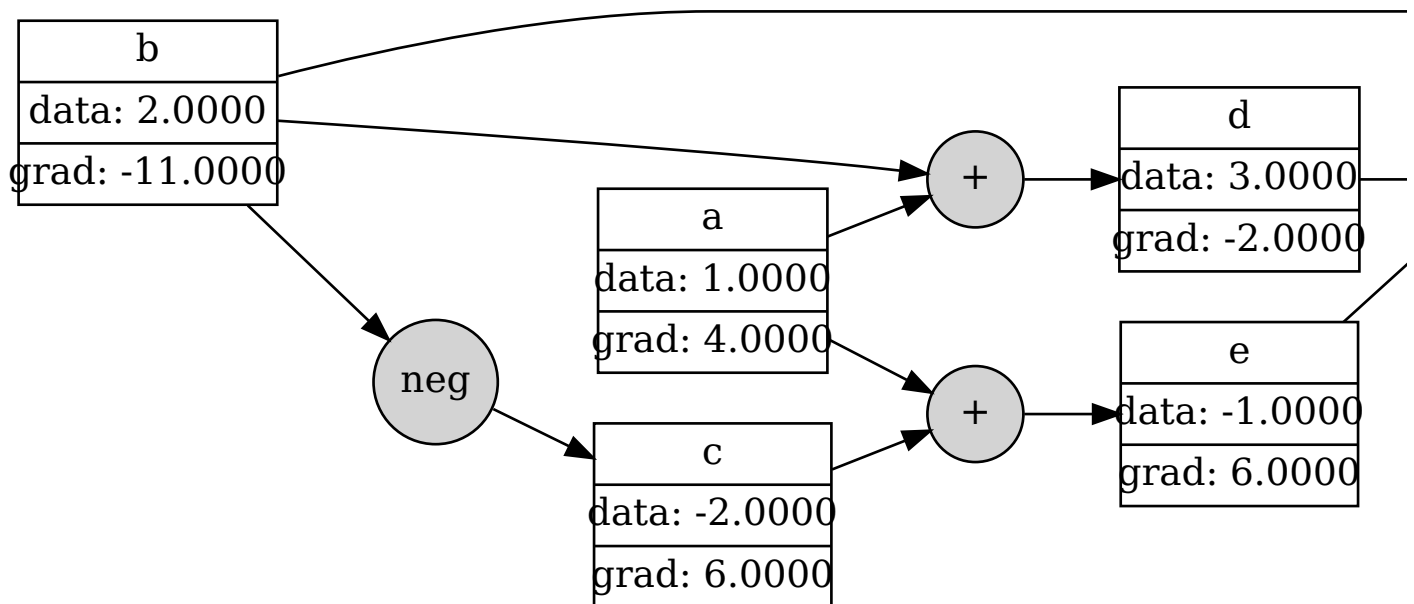 b
data: 2.0000
grad: -11.0000
neg
a
data: 1.0000
grad: 4.0000
c
data: -2.0000
grad: 6.0000
+
+
d
data: 3.0000
grad: -2.0000
e
data: -1.0000
grad: 6.0000